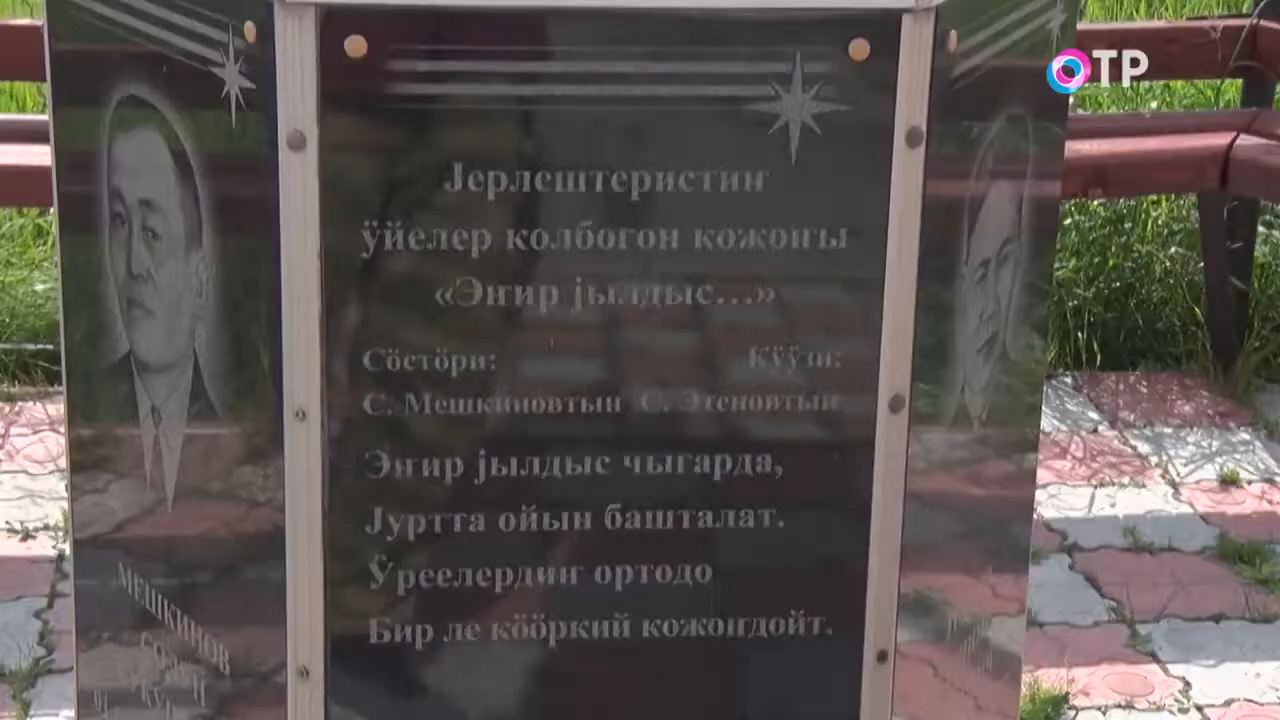 ОТР
Јерлештеристиҥ
ӱйелер колбогон кожоҥы
«Эҥир јылдыс...»
Сӧстӧри: Кӱӱзи:
С. Мешкиновтыҥ С. Этеновтыҥ
Эҥир јылдыс чыгарда,
Јуртта ойын башталат.
Ӱреелердиҥ ортодо
Бир ле кӧӧркий кожоҥдойт.
МЕШКИНОВ